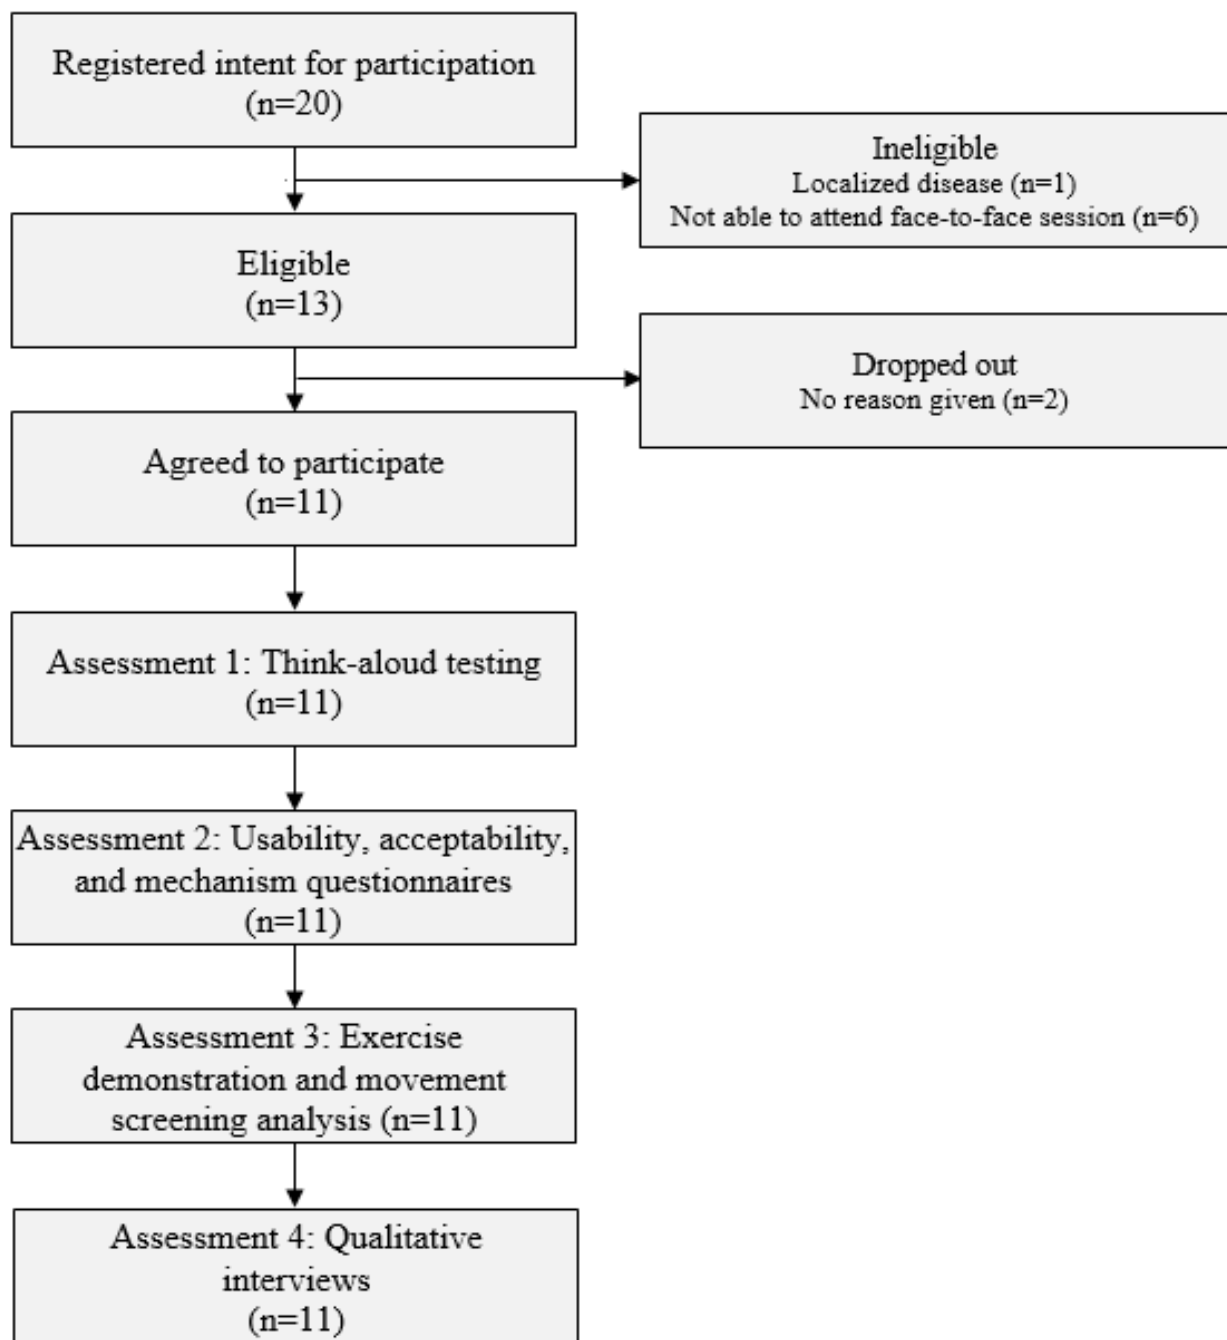 Registered intent for participation
(n=20)
Ineligible
Localized disease (n=1)
Not able to attend face-to-face session (n=6)
Eligible
(n=13)
Dropped out
No reason given (n=2)
Agreed to participate
(n=11)
Assessment 1: Think-aloud testing
(n=11)
Assessment 2: Usability, acceptability,
and mechanism questionnaires
(n=11)
Assessment 3: Exercise
demonstration and movement
screening analysis (n=11)
Assessment 4: Qualitative
interviews
(n=11)